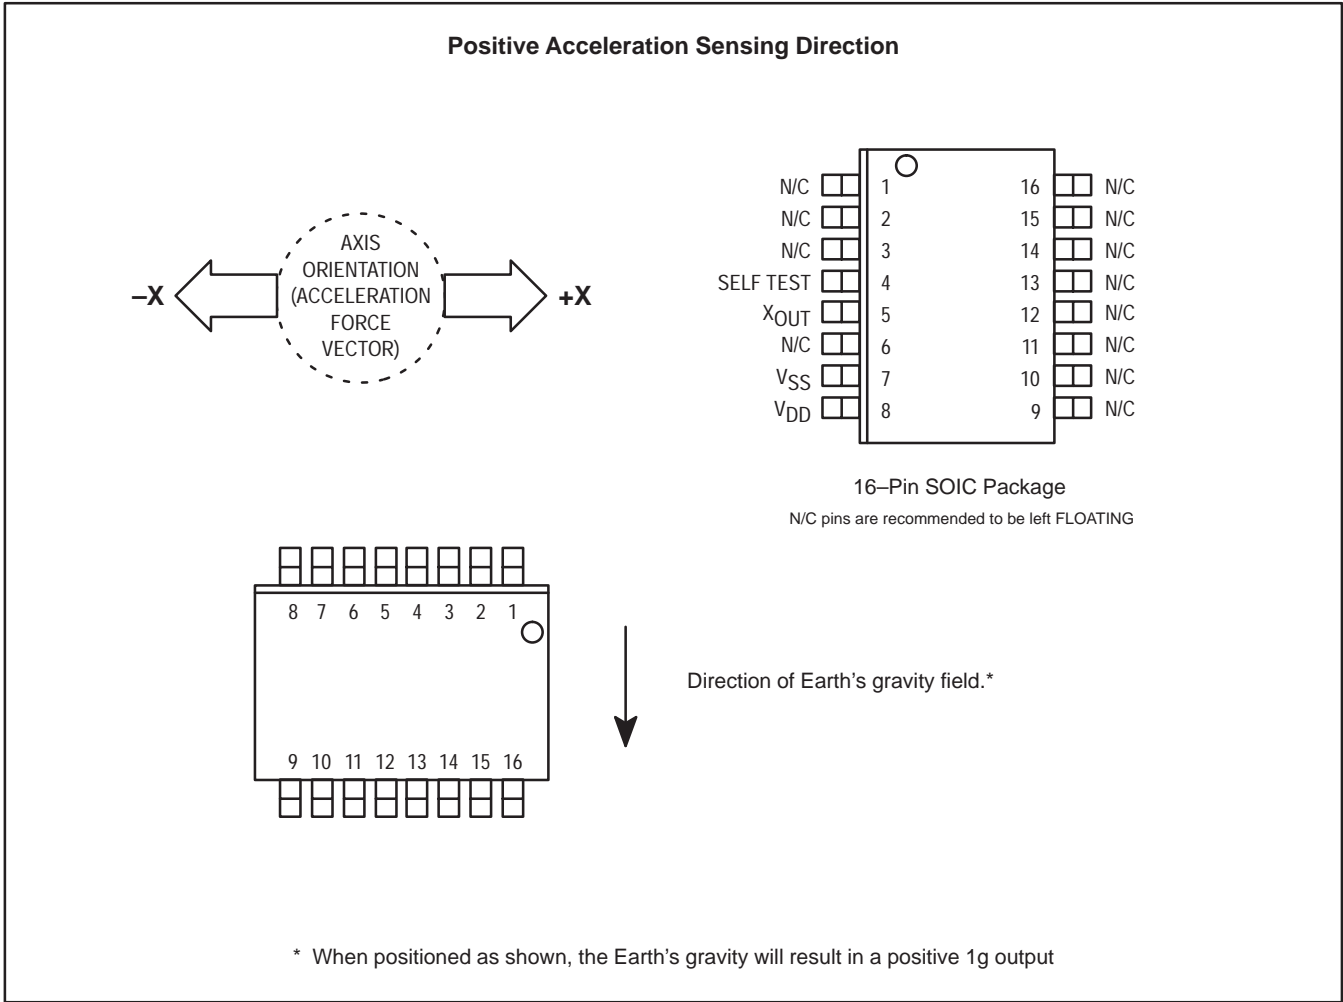 Positive Acceleration Sensing Direction
–X
AXIS
ORIENTATION
(ACCELERATION
FORCE
VECTOR)
+X
N/C 1 16 N/C
N/C 2 15 N/C
N/C 3 14 N/C
SELF TEST 4 13 N/C
XOUT 5 12 N/C
N/C 6 11 N/C
VSS 7 10 N/C
VDD 8 9 N/C
16–Pin SOIC Package
N/C pins are recommended to be left FLOATING
8 7 6 5 4 3 2 1
9 10 11 12 13 14 15 16
Direction of Earth's gravity field.*
* When positioned as shown, the Earth's gravity will result in a positive 1g output